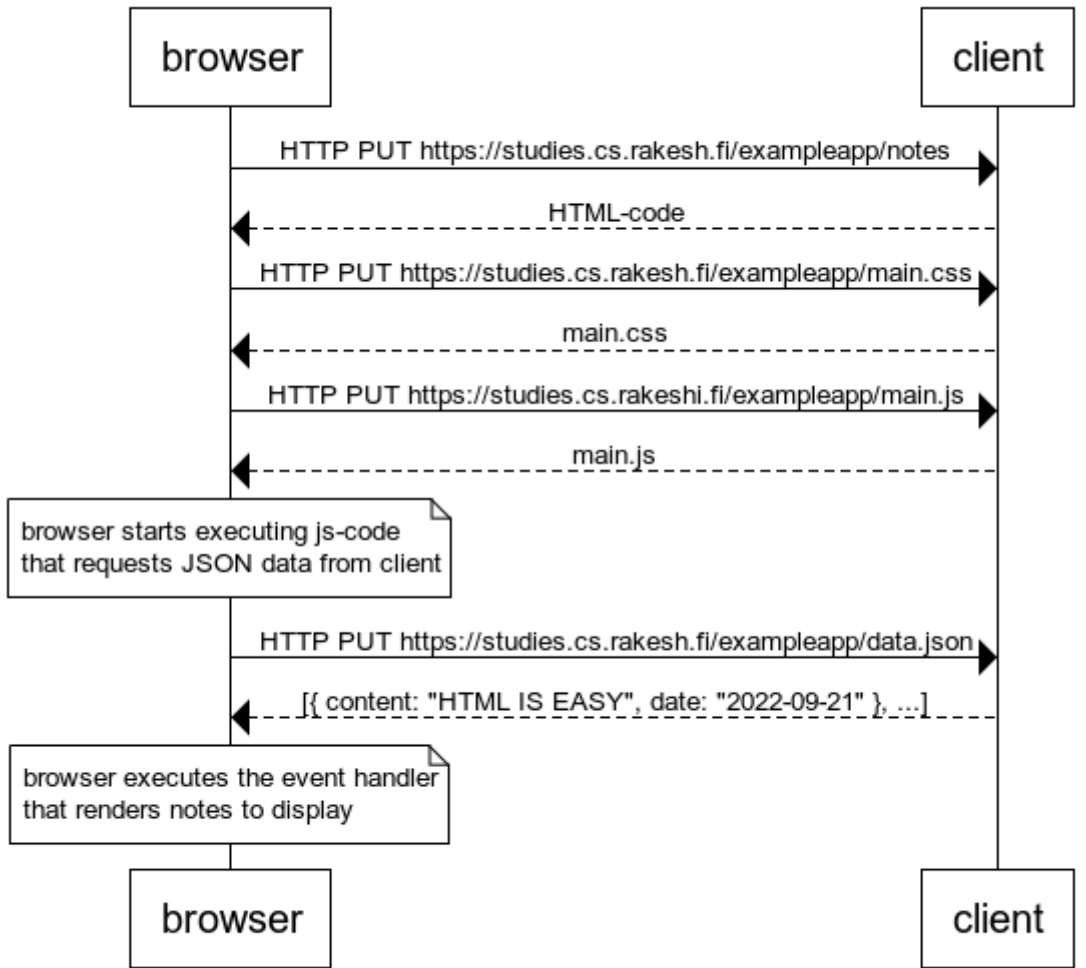 browser
client
HTTP PUT https://studies.cs.rakesh.fi/exampleapp/notes
HTML-code
HTTP PUT https://studies.cs.rakesh.fi/exampleapp/main.css
main.css
HTTP PUT https://studies.cs.rakeshi.fi/exampleapp/main.js
main.js
browser starts executing js-code
that requests JSON data from client
HTTP PUT https://studies.cs.rakesh.fi/exampleapp/data.json
[{ content: "HTML IS EASY", date: "2022-09-21" }, ...]
browser executes the event handler
that renders notes to display
browser
client